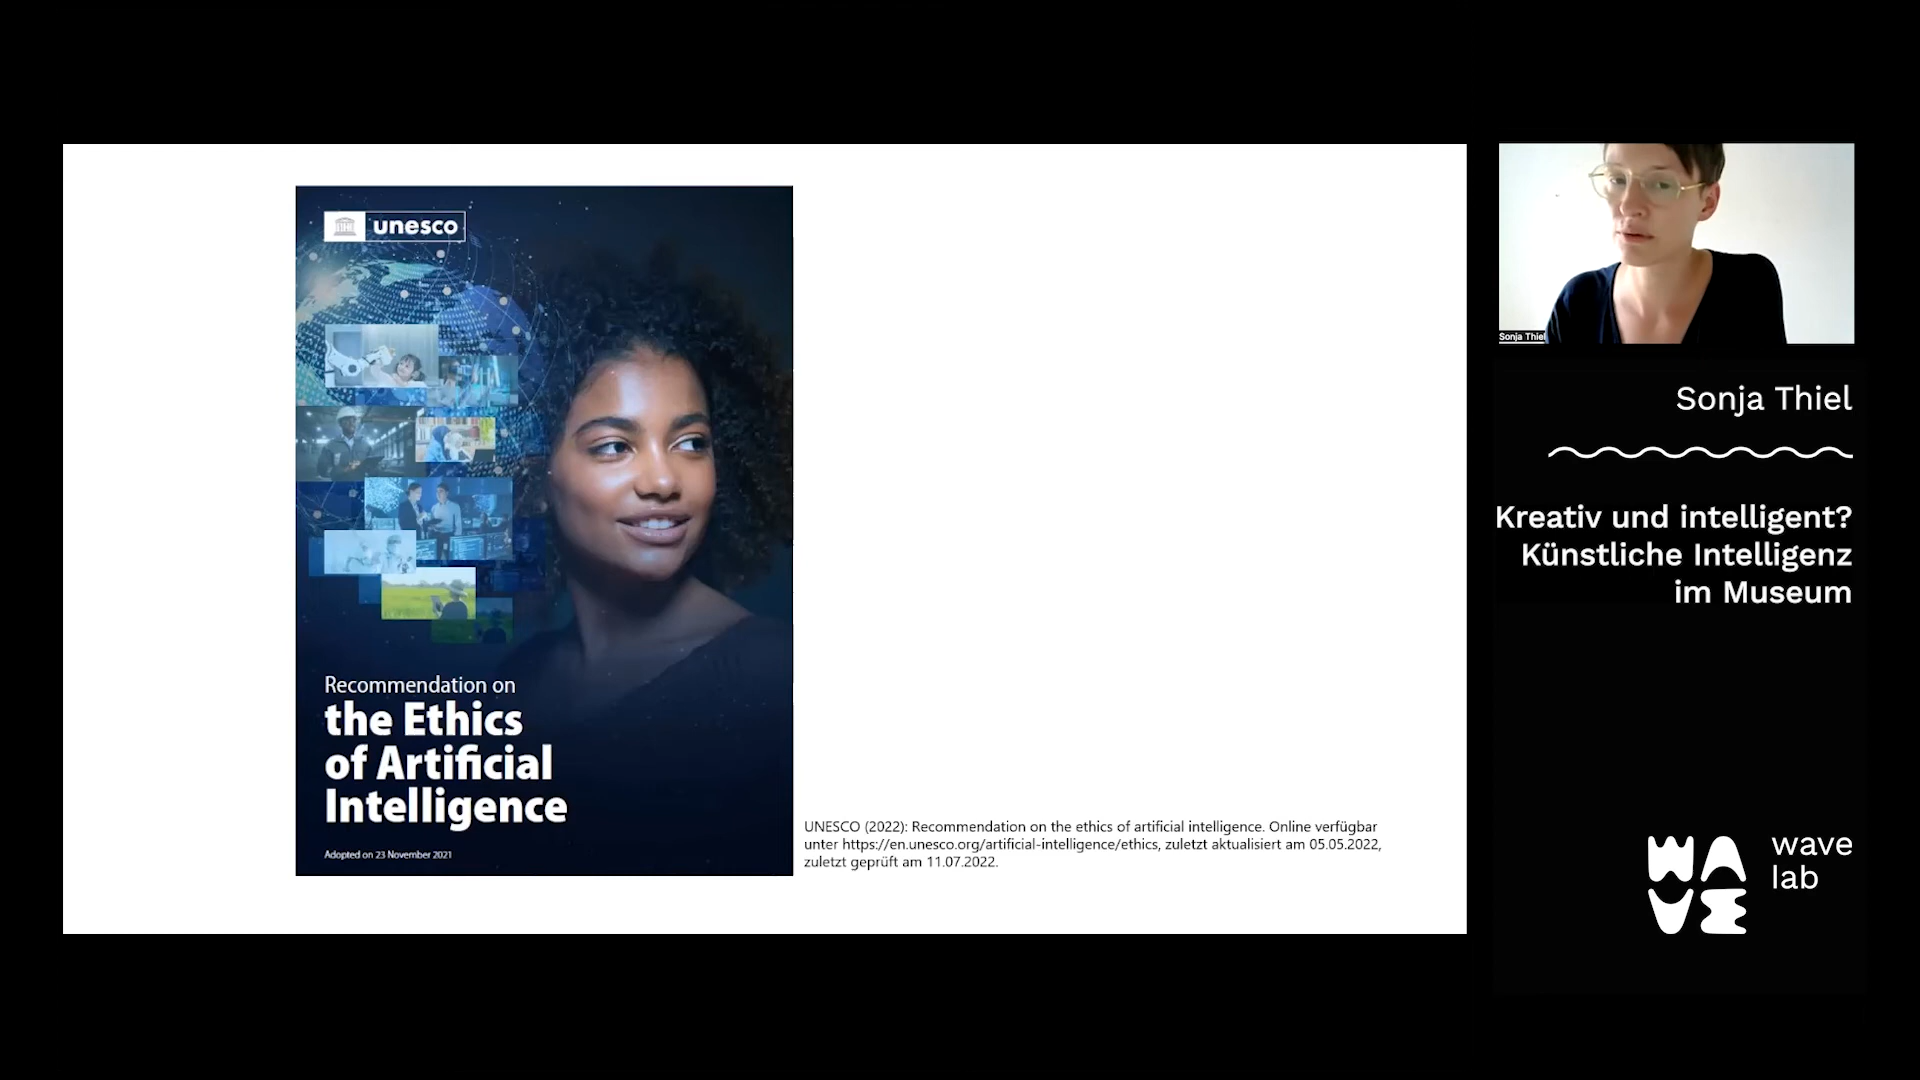 unesco
Recommendation on
the Ethics
of Artificial
Intelligence
Adopted on 23 November 2021
UNESCO (2022): Recommendation on the ethics of artificial intelligence. Online verfügbar
unter https://en.unesco.org/artificial-intelligence/ethics, zuletzt aktualisiert am 05.05.2022,
zuletzt geprüft am 11.07.2022.
Sonja Thiel
Sonja Thiel
Kreativ und intelligent?
Künstliche Intelligenz
im Museum
WAVE
wave
lab